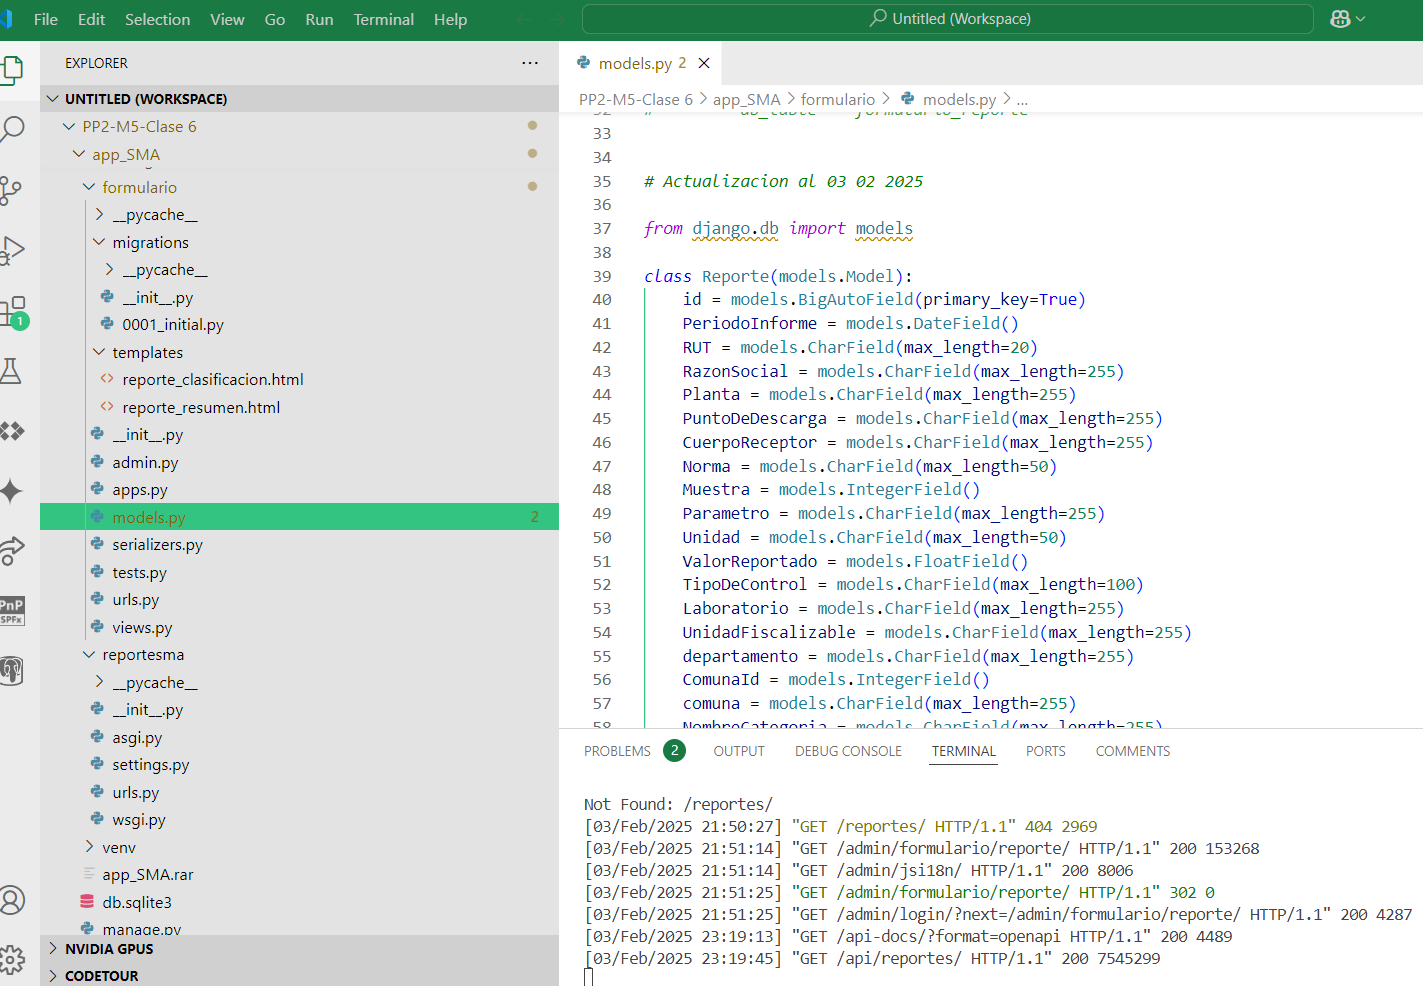 File Edit Selection View Go Run Terminal Help
Untitled (Workspace)
EXPLORER
UNTITLED (WORKSPACE)
PP2-M5-Clase 6
app_SMA
formulario
__pycache__
migrations
__pycache__
__init__.py
0001_initial.py
templates
reporte_clasificacion.html
reporte_resumen.html
__init__.py
admin.py
apps.py
models.py 2
serializers.py
tests.py
urls.py
views.py
reportesma
__pycache__
__init__.py
asgi.py
settings.py
urls.py
wsgi.py
venv
app_SMA.rar
db.sqlite3
manage.py
NVIDIA GPUS
CODETOUR
1
PnP
SPFx
models.py 2
PP2-M5-Clase 6 > app_SMA > formulario > models.py > ...
33
34
35 # Actualizacion al 03 02 2025
36
37 from django.db import models
38
39 class Reporte(models.Model):
40 id = models.BigAutoField(primary_key=True)
41 PeriodoInforme = models.DateField()
42 RUT = models.CharField(max_length=20)
43 RazonSocial = models.CharField(max_length=255)
44 Planta = models.CharField(max_length=255)
45 PuntoDeDescarga = models.CharField(max_length=255)
46 CuerpoReceptor = models.CharField(max_length=255)
47 Norma = models.CharField(max_length=50)
48 Muestra = models.IntegerField()
49 Parametro = models.CharField(max_length=255)
50 Unidad = models.CharField(max_length=50)
51 ValorReportado = models.FloatField()
52 TipoDeControl = models.CharField(max_length=100)
53 Laboratorio = models.CharField(max_length=255)
54 UnidadFiscalizable = models.CharField(max_length=255)
55 departamento = models.CharField(max_length=255)
56 ComunaId = models.IntegerField()
57 comuna = models.CharField(max_length=255)
58 NombreCategoria = models.CharField(max_length=255)
PROBLEMS 2 OUTPUT DEBUG CONSOLE TERMINAL PORTS COMMENTS
Not Found: /reportes/
[03/Feb/2025 21:50:27] "GET /reportes/ HTTP/1.1" 404 2969
[03/Feb/2025 21:51:14] "GET /admin/formulario/reporte/ HTTP/1.1" 200 153268
[03/Feb/2025 21:51:14] "GET /admin/jsi18n/ HTTP/1.1" 200 8006
[03/Feb/2025 21:51:25] "GET /admin/formulario/reporte/ HTTP/1.1" 302 0
[03/Feb/2025 21:51:25] "GET /admin/login/?next=/admin/formulario/reporte/ HTTP/1.1" 200 4287
[03/Feb/2025 23:19:13] "GET /api-docs/?format=openapi HTTP/1.1" 200 4489
[03/Feb/2025 23:19:45] "GET /api/reportes/ HTTP/1.1" 200 7545299